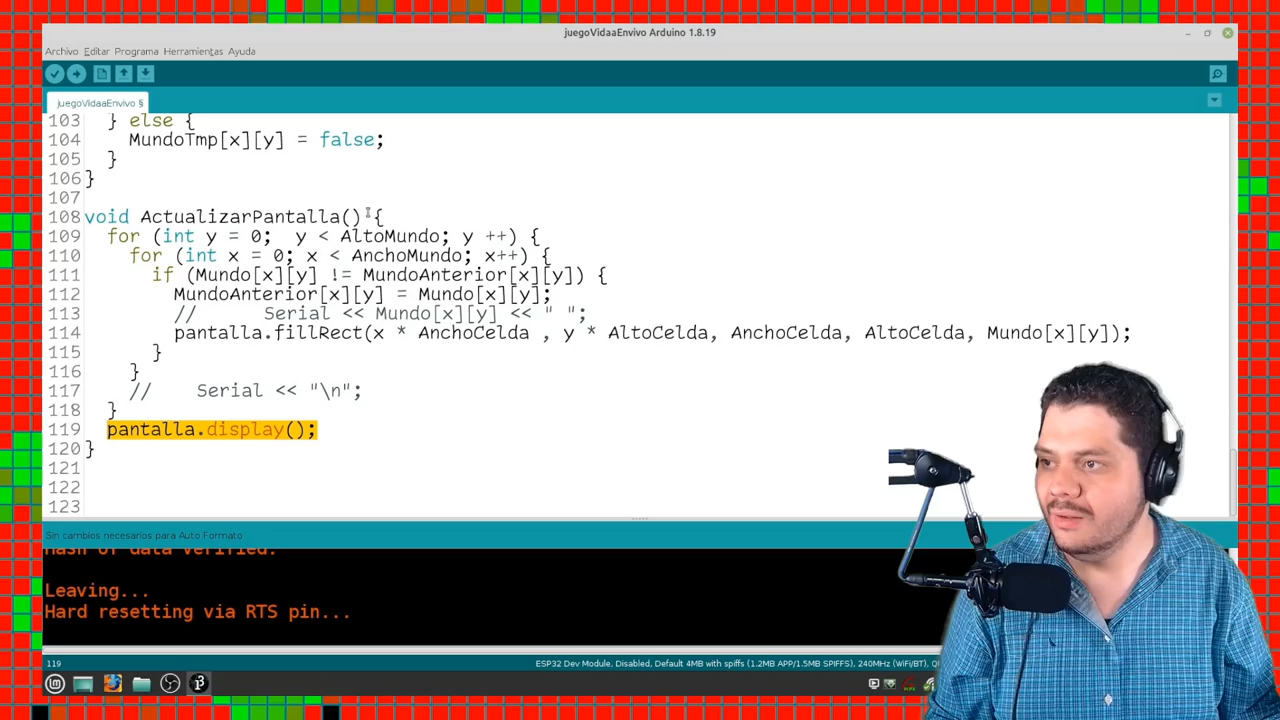 juegoVidaaEnvivo Arduino 1.8.19
Archivo Editar Programa Herramientas Ayuda
juegoVidaaEnvivo §
103 } else {
104 MundoTmp[x][y] = false;
105 }
106 }
107
108 void ActualizarPantalla() {
109 for (int y = 0; y < AltoMundo; y ++) {
110 for (int x = 0; x < AnchoMundo; x++) {
111 if (Mundo[x][y] != MundoAnterior[x][y]) {
112 MundoAnterior[x][y] = Mundo[x][y];
113 // Serial << Mundo[x][y] << " ";
114 pantalla.fillRect(x * AnchoCelda , y * AltoCelda, AnchoCelda, AltoCelda, Mundo[x][y]);
115 }
116 }
117 // Serial << "\n";
118 }
119 pantalla.display();
120 }
121
122
123
Sin cambios necesarios para Auto Formato
Hash of data verified.
Leaving...
Hard resetting via RTS pin...
119
ESP32 Dev Module, Disabled, Default 4MB with spiffs (1.2MB APP/1.5MB SPIFFS), 240MHz (WiFi/BT),